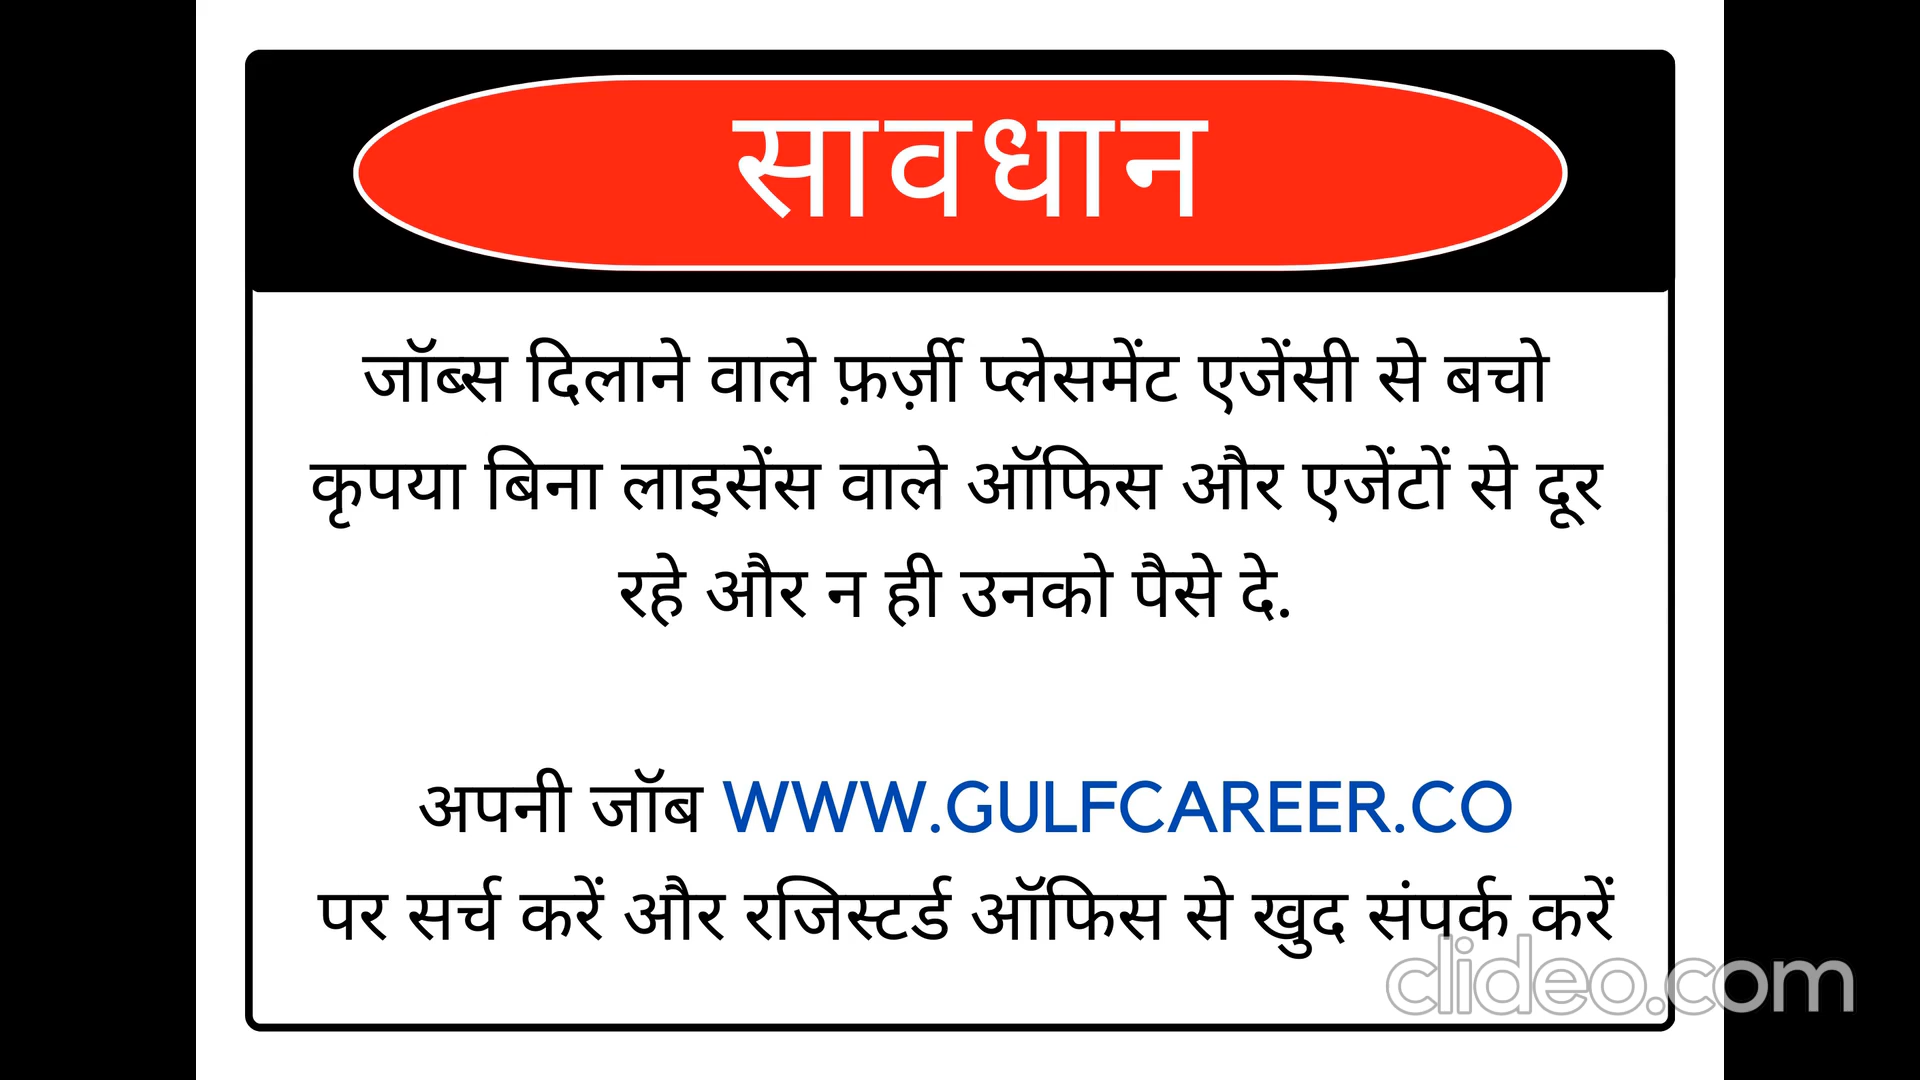 सावधान
जॉब्स दिलाने वाले फ़र्ज़ी प्लेसमेंट एजेंसी से बचो
कृपया बिना लाइसेंस वाले ऑफिस और एजेंटों से दूर
रहे और न ही उनको पैसे दे.
अपनी जॉब WWW.GULFCAREER.CO
पर सर्च करें और रजिस्टर्ड ऑफिस से खुद संपर्क करें
clideo.com